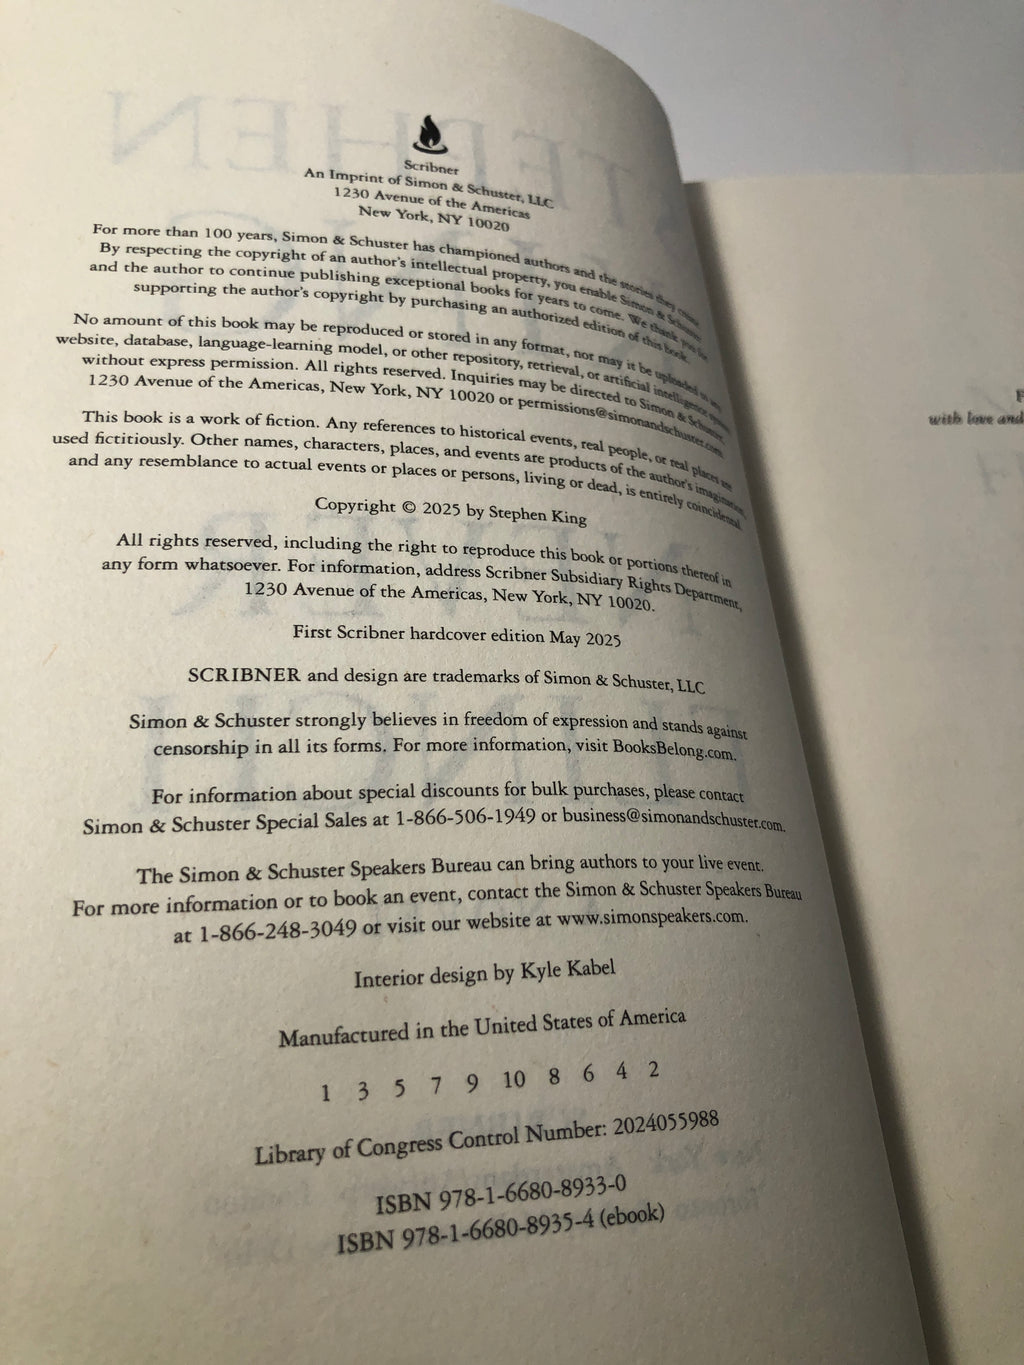 Scribner
An Imprint of Simon & Schuster, LLC
1230 Avenue of the Americas
New York, NY 10020
For more than 100 years, Simon & Schuster has championed authors and the stories they create.
By respecting the copyright of an author's intellectual property, you enable Simon & Schuster
and the author to continue publishing exceptional books for years to come. We thank you for
supporting the author's copyright by purchasing an authorized edition of this book.
No amount of this book may be reproduced or stored in any format, nor may it be uploaded to any
website, database, language-learning model, or other repository, retrieval, or artificial intelligence system
without express permission. All rights reserved. Inquiries may be directed to Simon & Schuster,
1230 Avenue of the Americas, New York, NY 10020 or permissions@simonandschuster.com.
This book is a work of fiction. Any references to historical events, real people, or real places are
used fictitiously. Other names, characters, places, and events are products of the author's imagination,
and any resemblance to actual events or places or persons, living or dead, is entirely coincidental.
Copyright © 2025 by Stephen King
All rights reserved, including the right to reproduce this book or portions thereof in
any form whatsoever. For information, address Scribner Subsidiary Rights Department,
1230 Avenue of the Americas, New York, NY 10020.
First Scribner hardcover edition May 2025
SCRIBNER and design are trademarks of Simon & Schuster, LLC
Simon & Schuster strongly believes in freedom of expression and stands against
censorship in all its forms. For more information, visit BooksBelong.com.
For information about special discounts for bulk purchases, please contact
Simon & Schuster Special Sales at 1-866-506-1949 or business@simonandschuster.com.
The Simon & Schuster Speakers Bureau can bring authors to your live event.
For more information or to book an event, contact the Simon & Schuster Speakers Bureau
at 1-866-248-3049 or visit our website at www.simonspeakers.com.
Interior design by Kyle Kabel
Manufactured in the United States of America
1 3 5 7 9 10 8 6 4 2
Library of Congress Control Number: 2024055988
ISBN 978-1-6680-8933-0
ISBN 978-1-6680-8935-4 (ebook)
with love and